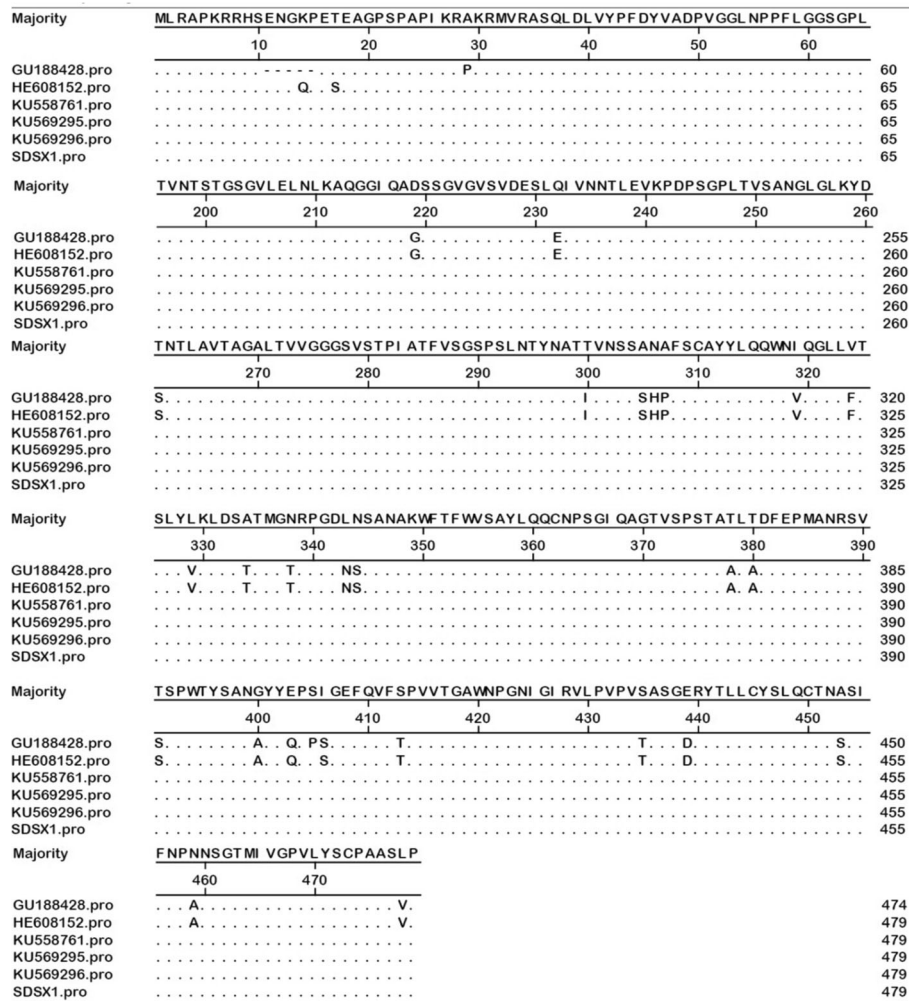 Majority MLRAPKRRHSENGKPETEAGPSPAPIKRAKRMVRASQLDLVYPFDYVADPVGGLNPPFLGGSGPL
10 20 30 40 50 60
GU188428.pro ..........-----.............P.................................... 60
HE608152.pro .............Q..S................................................ 65
KU558761.pro ................................................................. 65
KU569295.pro ................................................................. 65
KU569296.pro ................................................................. 65
SDSX1.pro ................................................................. 65
Majority TVNTSTGSGVLELNLKAQGGIQADSSGVGVSVDESLQIVNNTLEVKPDPSGPLTVSANGLGLKYD
200 210 220 230 240 250 260
GU188428.pro .......................G............E............................ 255
HE608152.pro .......................G............E............................ 260
KU558761.pro ................................................................. 260
KU569295.pro ................................................................. 260
KU569296.pro ................................................................. 260
SDSX1.pro ................................................................. 260
Majority TNTLAVTAGALTVVGGGSVSTPIATFVSGSPSLNTYNATTVNSSANAFSCAYYLQQWNIQGLLVT
270 280 290 300 310 320
GU188428.pro S......................................I....SHP...........V....F. 320
HE608152.pro S......................................I....SHP...........V....F. 325
KU558761.pro ................................................................. 325
KU569295.pro ................................................................. 325
KU569296.pro ................................................................. 325
SDSX1.pro ................................................................. 325
Majority SLYLKLDSATMGNRPGDLNSANAKWFTFWVSAYLQQCNPSGIQAGTVSPSTATLTDFEPMANRSV
330 340 350 360 370 380 390
GU188428.pro ...V....T...T....NS.................................A.A.......... 385
HE608152.pro ...V....T...T....NS.................................A.A.......... 390
KU558761.pro ................................................................. 390
KU569295.pro ................................................................. 390
KU569296.pro ................................................................. 390
SDSX1.pro ................................................................. 390
Majority TSPWTYSANGYYEPSIGEFQVFSPVVTGAWNPGNIGIRVLPVPVSASGERYTLLCYSLQCTNASI
400 410 420 430 440 450
GU188428.pro S........A..Q.PS......T.....................T...D.............S.. 450
HE608152.pro S........A..Q..S......T.....................T...D.............S.. 455
KU558761.pro ................................................................. 455
KU569295.pro ................................................................. 455
KU569296.pro ................................................................. 455
SDSX1.pro ................................................................. 455
Majority FNPNNSGTMIVGPVLYSCPAASLP
460 470
GU188428.pro ...A..................V. 474
HE608152.pro ...A..................V. 479
KU558761.pro ........................ 479
KU569295.pro ........................ 479
KU569296.pro ........................ 479
SDSX1.pro ........................ 479